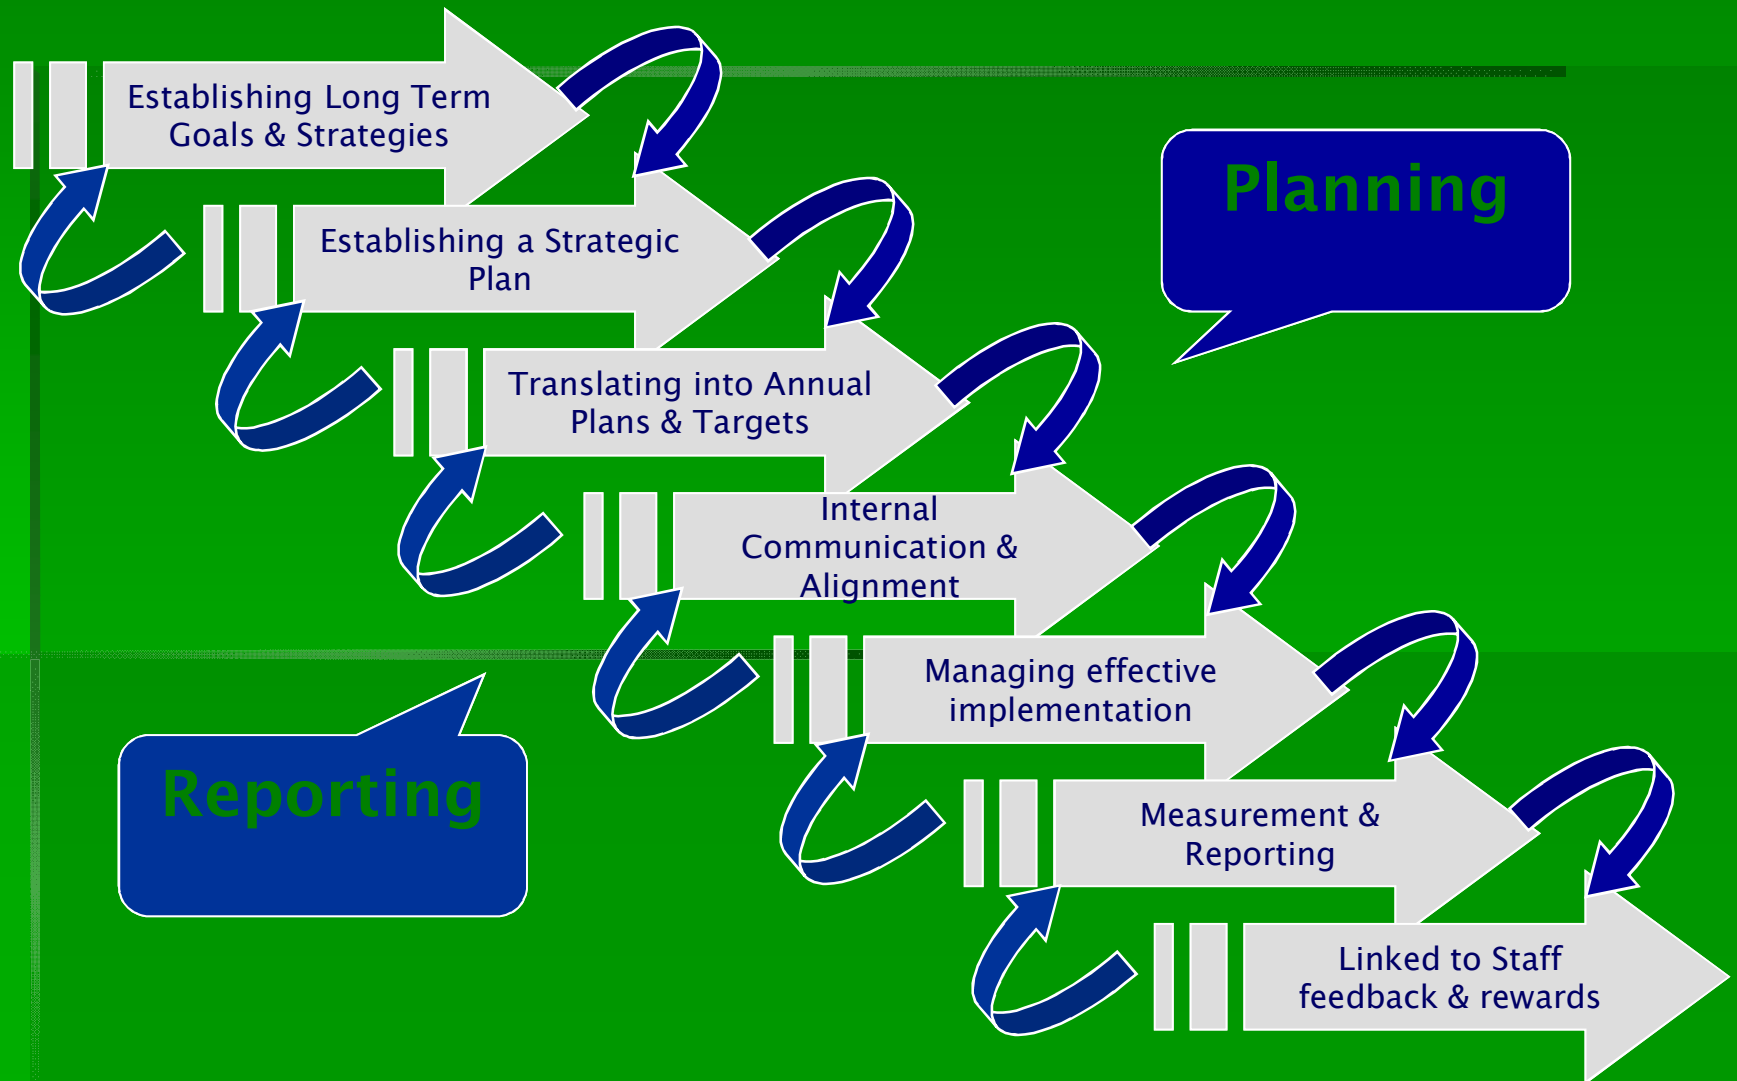 Establishing Long Term
Goals & Strategies
Planning
Establishing a Strategic
Plan
Translating into Annual
Plans & Targets
Internal
Communication &
Alignment
Managing effective
implementation
Reporting
Measurement &
Reporting
Linked to Staff
feedback & rewards